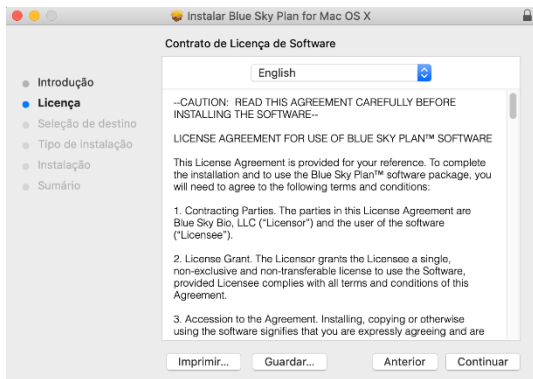 Instalar Blue Sky Plan for Mac OS X
Contrato de Licença de Software
Introdução
Licença
Seleção de destino
Tipo de instalação
Instalação
Sumário
English
--CAUTION: READ THIS AGREEMENT CAREFULLY BEFORE
INSTALLING THE SOFTWARE--
LICENSE AGREEMENT FOR USE OF BLUE SKY PLAN™ SOFTWARE
This License Agreement is provided for your reference. To complete
the installation and to use the Blue Sky Plan™ software package, you
will need to agree to the following terms and conditions:
1. Contracting Parties. The parties in this License Agreement are
Blue Sky Bio, LLC ("Licensor") and the user of the software
("Licensee").
2. License Grant. The Licensor grants the Licensee a single,
non-exclusive and non-transferable license to use the Software,
provided Licensee complies with all terms and conditions of this
Agreement.
3. Accession to the Agreement. Installing, copying or otherwise
using the software signifies that you are expressly agreeing and are
Imprimir...
Guardar...
Anterior
Continuar